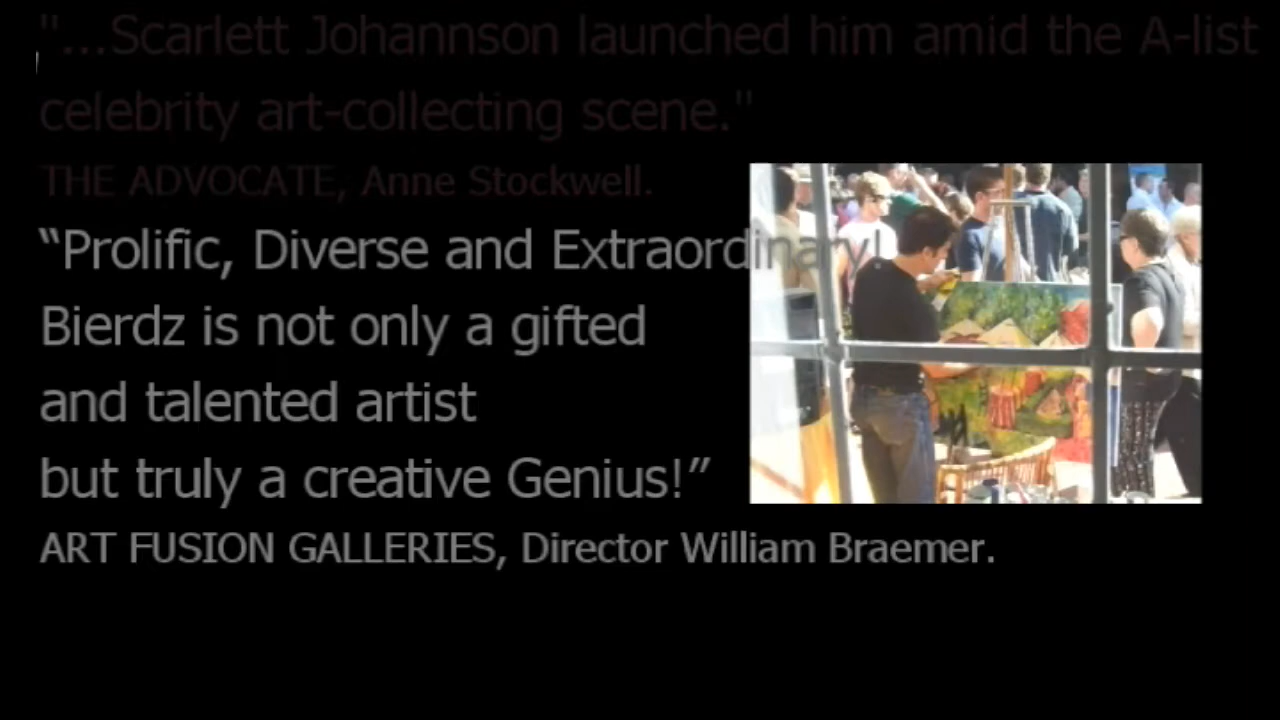 "...Scarlett Johannson launched him amid the A-list
celebrity art-collecting scene."
THE ADVOCATE, Anne Stockwell.
“Prolific, Diverse and Extraordinary!
Bierdz is not only a gifted
and talented artist
but truly a creative Genius!”
ART FUSION GALLERIES, Director William Braemer.